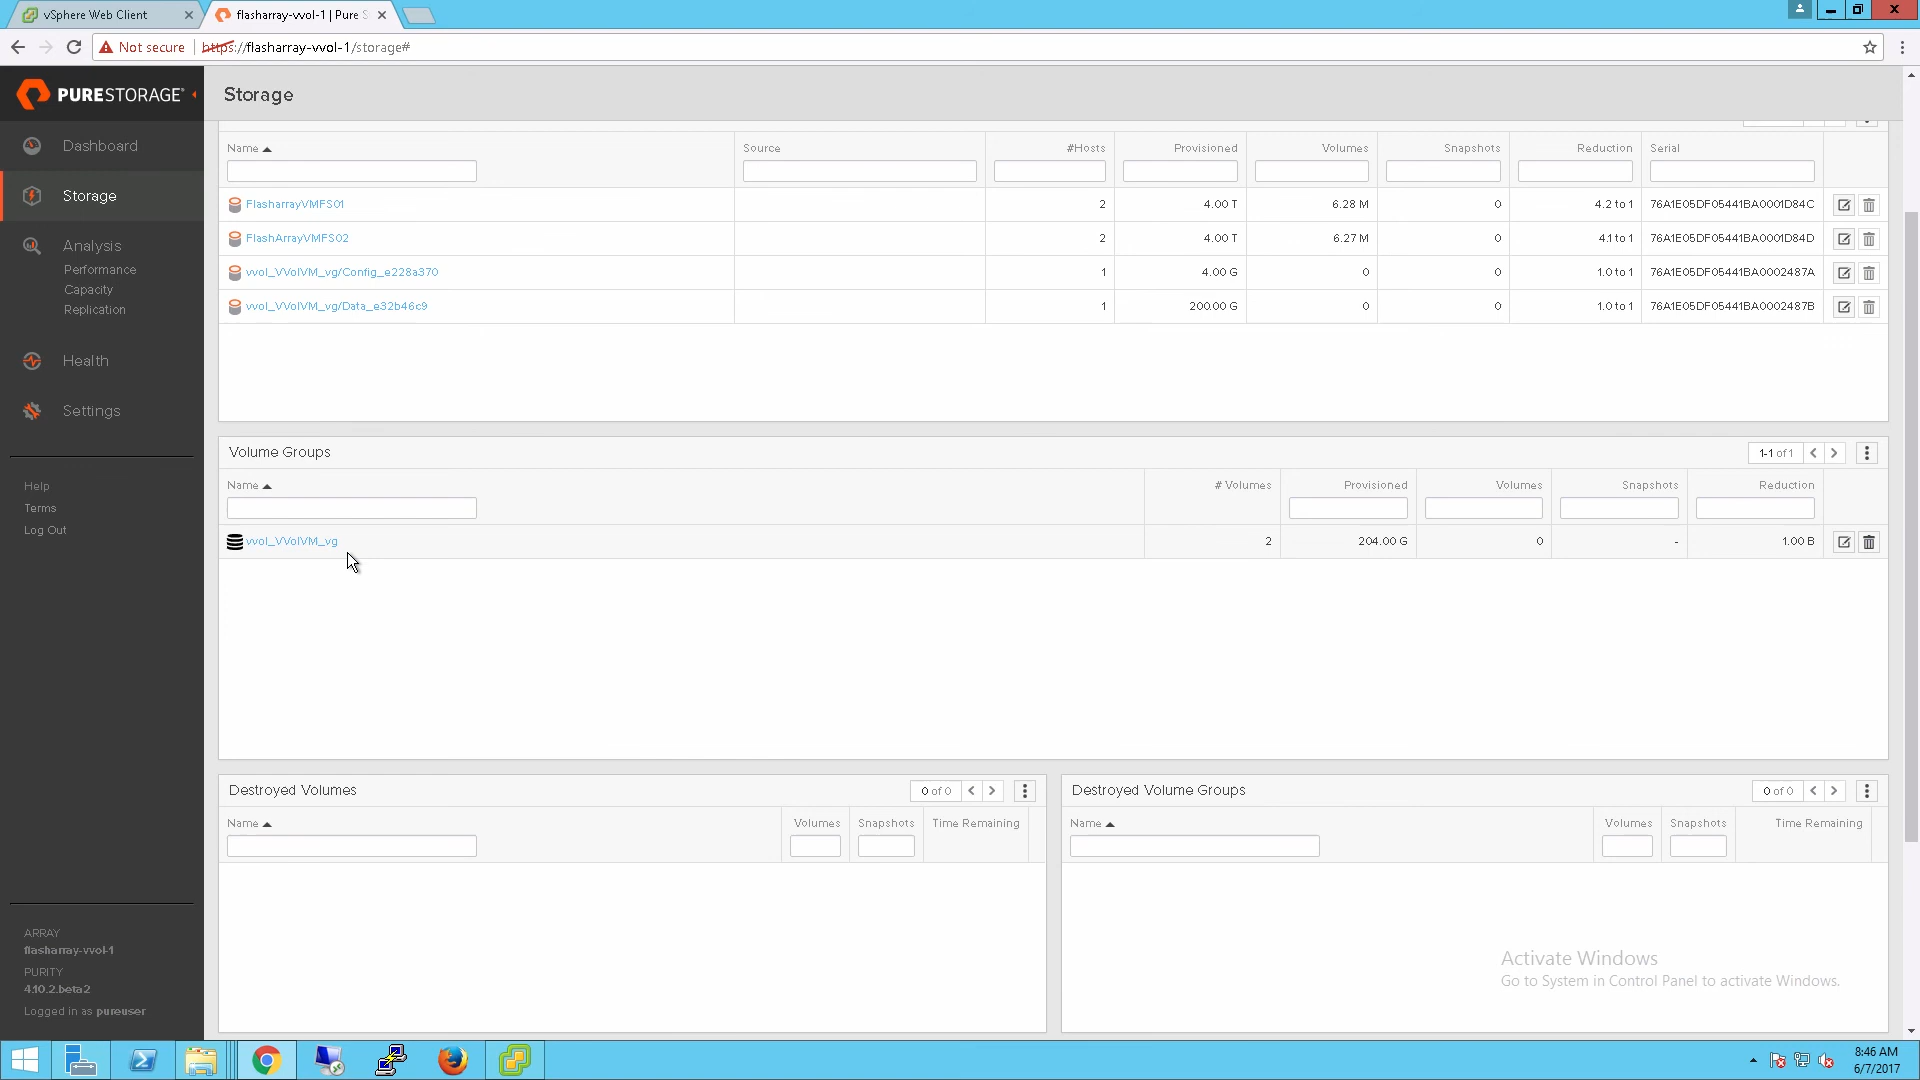 vSphere Web Client
flasharray-vvol-1 | Pure S
Not secure
https://flasharray-vvol-1/storage#
PURESTORAGE
Storage
Dashboard
Storage
Analysis
Performance
Capacity
Replication
Health
Settings
Help
Terms
Log Out
ARRAY
flasharray-vvol-1
PURITY
4.10.2.beta2
Logged in as pureuser
Name Source #Hosts Provisioned Volumes Snapshots Reduction Serial
FlasharrayVMFS01 2 4.00 T 6.28 M 0 4.2 to 1 76A1E05DF05441BA0001D84C
FlashArrayVMFS02 2 4.00 T 6.27 M 0 4.1 to 1 76A1E05DF05441BA0001D84D
vvol_VVolVM_vg/Config_e228a370 1 4.00 G 0 0 1.0 to 1 76A1E05DF05441BA0002487A
vvol_VVolVM_vg/Data_e32b46c9 1 200.00 G 0 0 1.0 to 1 76A1E05DF05441BA0002487B
Volume Groups 1-1 of 1
Name # Volumes Provisioned Volumes Snapshots Reduction
vvol_VVolVM_vg 2 204.00 G 0 - 1.00 B
Destroyed Volumes 0 of 0
Name Volumes Snapshots Time Remaining
Destroyed Volume Groups 0 of 0
Name Volumes Snapshots Time Remaining
Activate Windows
Go to System in Control Panel to activate Windows.
8:46 AM
6/7/2017